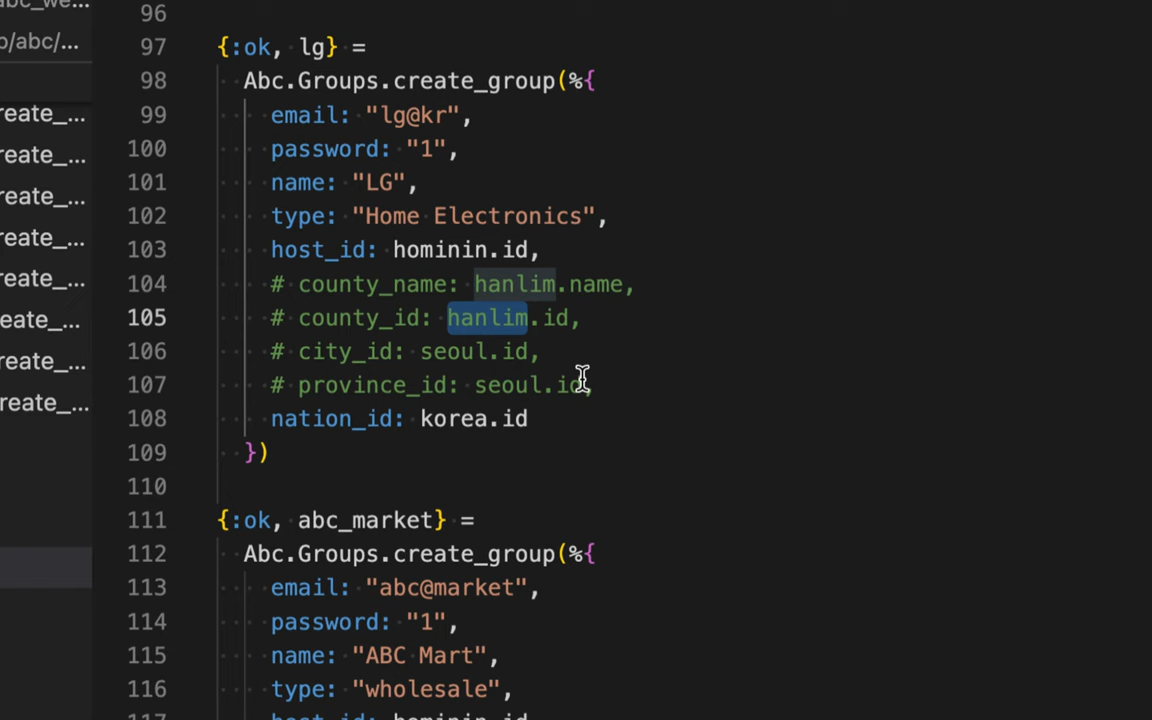 abc_we...
b/abc/...
reate_...
reate_...
reate_...
reate_...
reate_...
eate_...
reate_...
reate_...
96
97 {:ok, lg} =
98 Abc.Groups.create_group(%{
99 email: "lg@kr",
100 password: "1",
101 name: "LG",
102 type: "Home Electronics",
103 host_id: hominin.id,
104 # county_name: hanlim.name,
105 # county_id: hanlim.id,
106 # city_id: seoul.id,
107 # province_id: seoul.id,
108 nation_id: korea.id
109 })
110
111 {:ok, abc_market} =
112 Abc.Groups.create_group(%{
113 email: "abc@market",
114 password: "1",
115 name: "ABC Mart",
116 type: "wholesale",
117 host_id: hominin.id